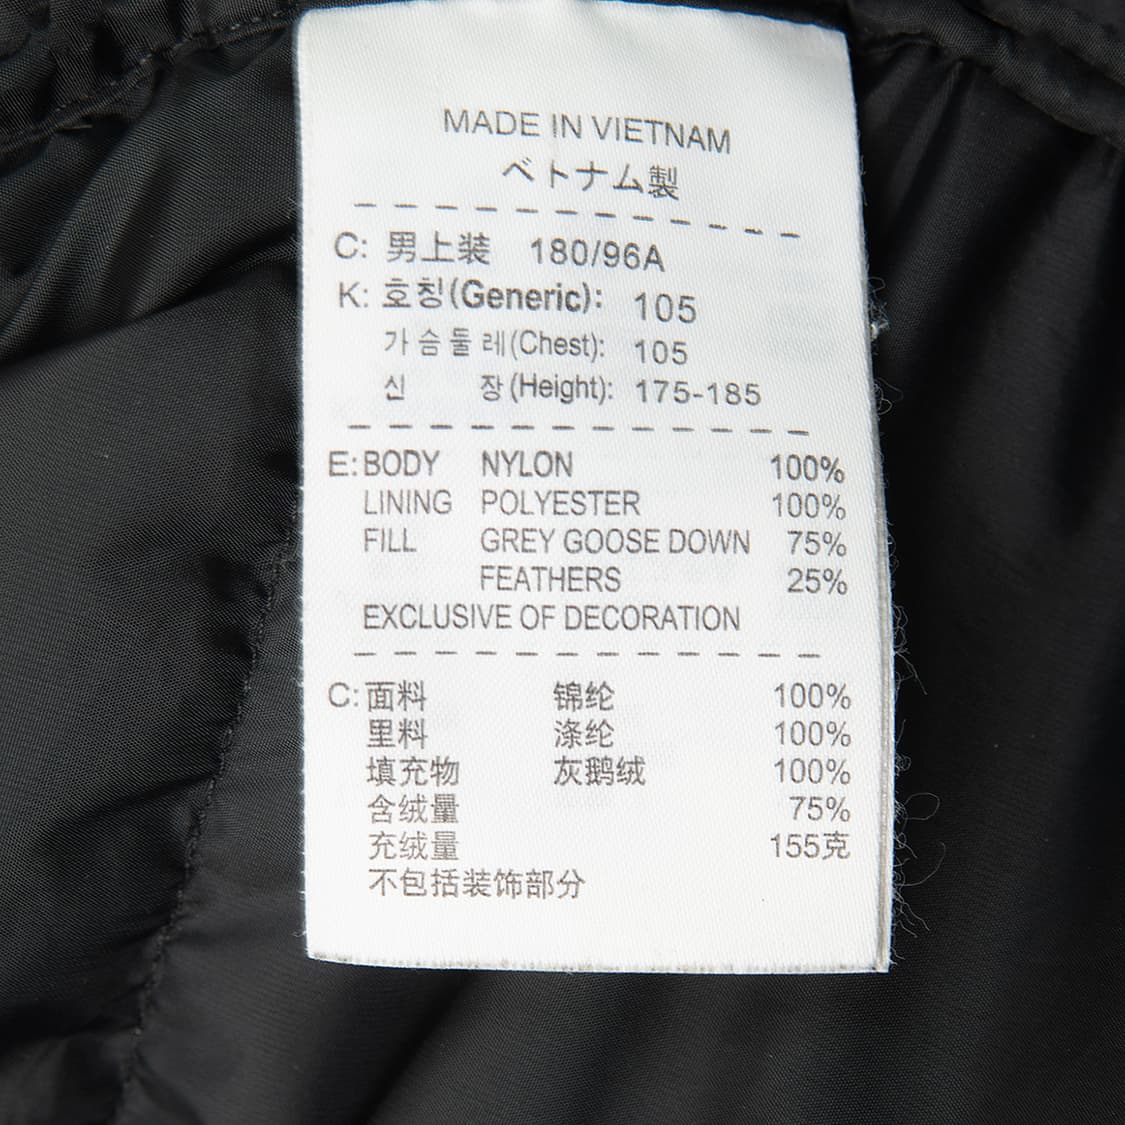 MADE IN VIETNAM
ベトナム製
C: 男上装 180/96A
K: 호칭(Generic): 105
가슴둘레(Chest): 105
신 장(Height): 175-185
E: BODY NYLON 100%
LINING POLYESTER 100%
FILL GREY GOOSE DOWN 75%
FEATHERS 25%
EXCLUSIVE OF DECORATION
C: 面料 锦纶 100%
里料 涤纶 100%
填充物 灰鹅绒 100%
含绒量 75%
充绒量 155克
不包括装饰部分